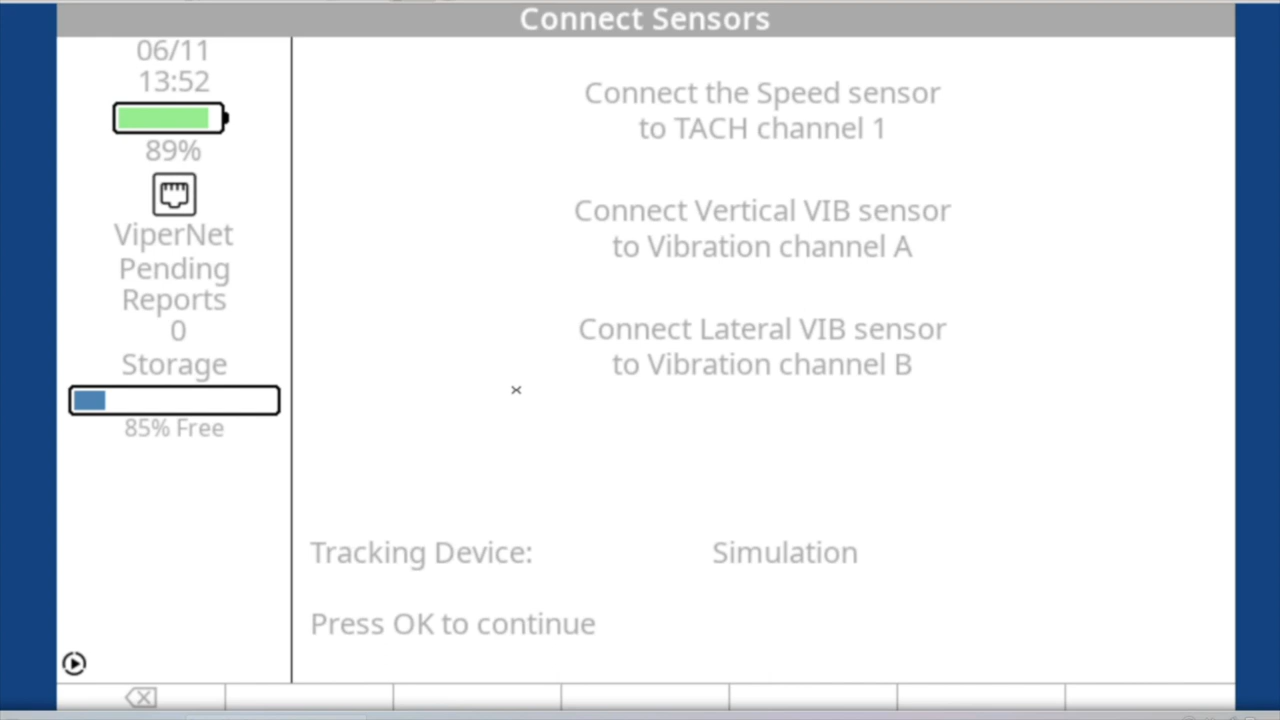 Connect Sensors
06/11
13:52
89%
ViperNet
Pending
Reports
0
Storage
85% Free
Connect the Speed sensor
to TACH channel 1
Connect Vertical VIB sensor
to Vibration channel A
Connect Lateral VIB sensor
to Vibration channel B
Tracking Device: Simulation
Press OK to continue